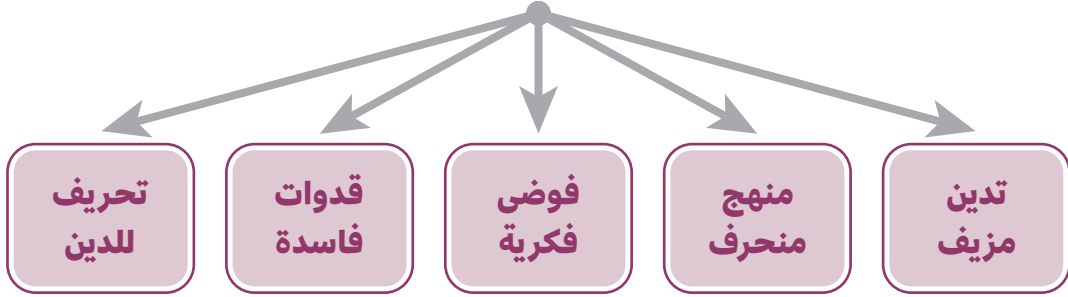 تدين
مزيف
منهج
منحرف
فوضى
فكرية
قدوات
فاسدة
تحريف
للدين